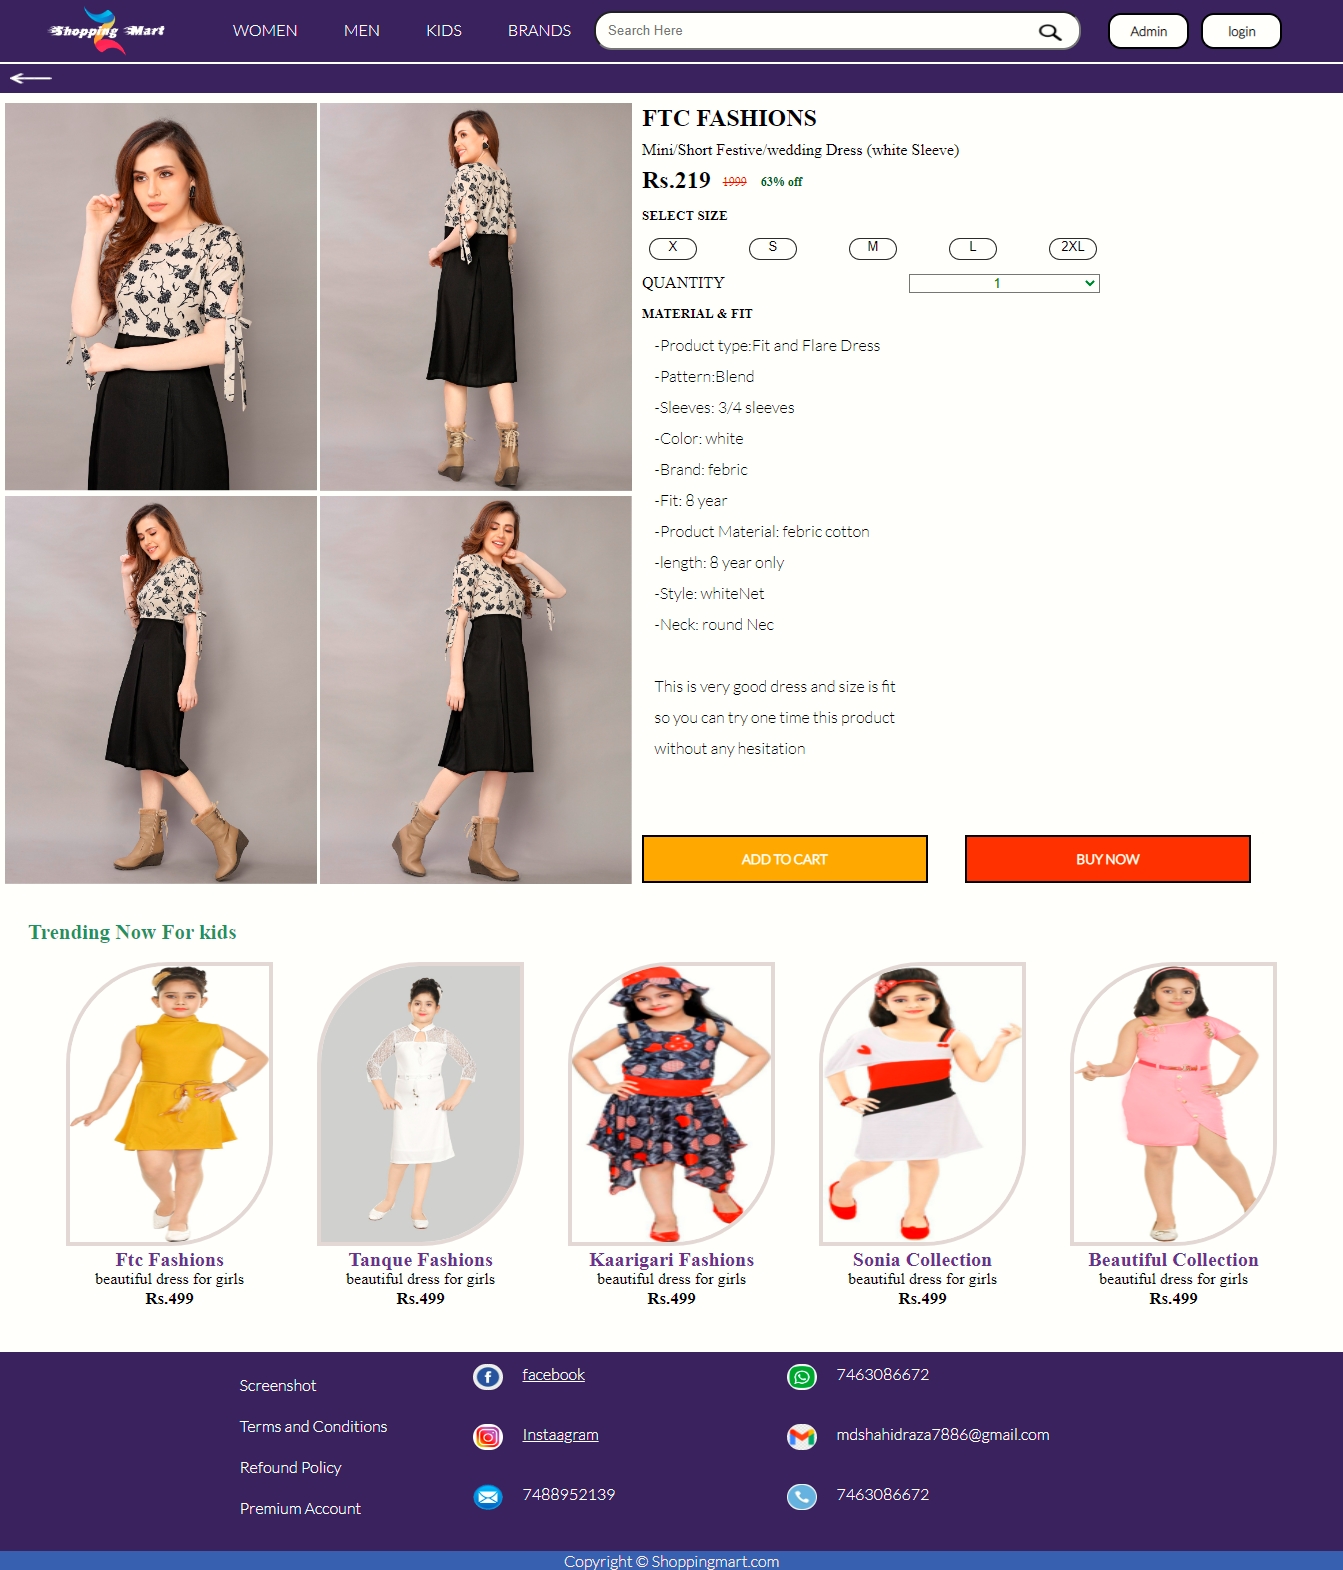 Shopping Mart
WOMEN MEN KIDS BRANDS Search Here Admin login
FTC FASHIONS
Mini/Short Festive/wedding Dress (white Sleeve)
Rs.219 1999 63% off
SELECT SIZE
X S M L 2XL
QUANTITY 1
MATERIAL & FIT
-Product type:Fit and Flare Dress
-Pattern:Blend
-Sleeves: 3/4 sleeves
-Color: white
-Brand: febric
-Fit: 8 year
-Product Material: febric cotton
-length: 8 year only
-Style: whiteNet
-Neck: round Nec
This is very good dress and size is fit
so you can try one time this product
without any hesitation
ADD TO CART BUY NOW
Trending Now For kids
Ftc Fashions Tanque Fashions Kaarigari Fashions Sonia Collection Beautiful Collection
beautiful dress for girls beautiful dress for girls beautiful dress for girls beautiful dress for girls beautiful dress for girls
Rs.499 Rs.499 Rs.499 Rs.499 Rs.499
Screenshot
Terms and Conditions
Refound Policy
Premium Account
facebook
Instaagram
7488952139
7463086672
mdshahidraza7886@gmail.com
7463086672
Copyright © Shoppingmart.com